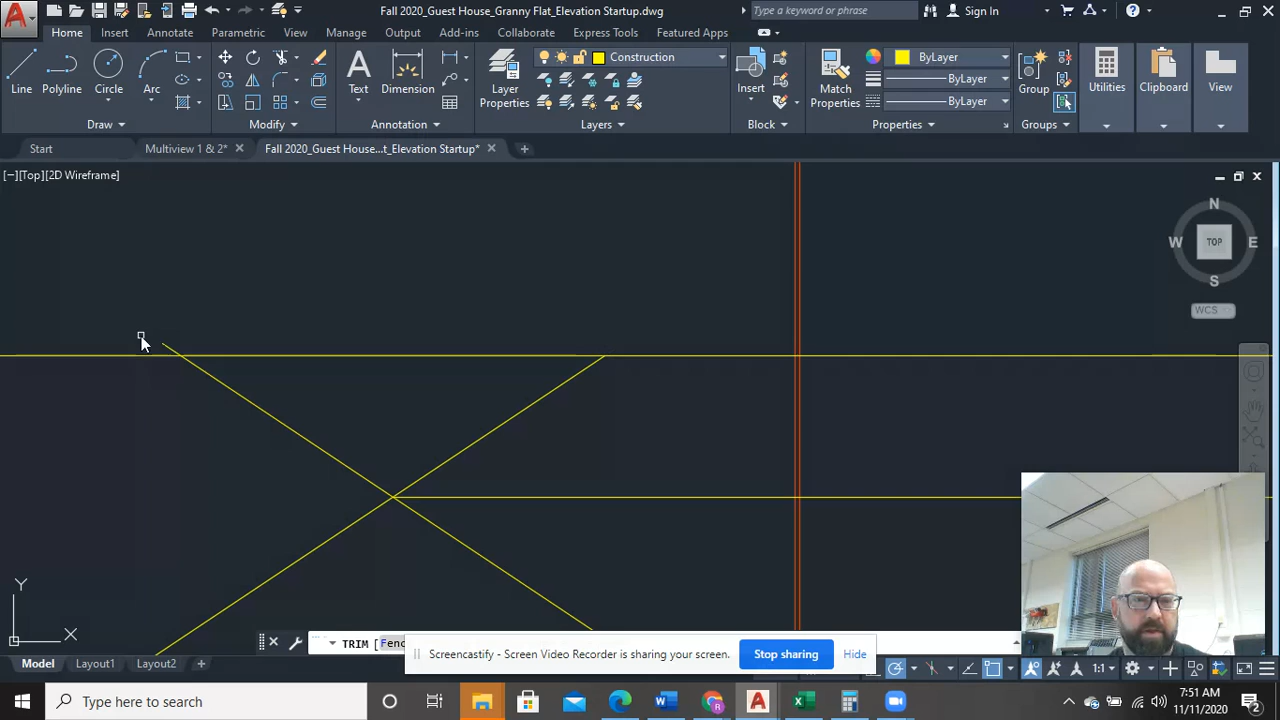 Fall 2020_Guest House_Granny Flat_Elevation Startup.dwg
Type a keyword or phrase
Sign In
Home Insert Annotate Parametric View Manage Output Add-ins Collaborate Express Tools Featured Apps
Line Polyline Circle Arc
Text Dimension
Layer Properties
Construction
Insert
Match Properties
ByLayer
ByLayer
ByLayer
Group
Utilities
Clipboard
View
Draw Modify Annotation Layers Block Properties Groups
Start Multiview 1 & 2* Fall 2020_Guest House...t_Elevation Startup*
[−][Top][2D Wireframe]
N
W TOP E
S
WCS
Y
X
TRIM [Fenc
Screencastify - Screen Video Recorder is sharing your screen. Stop sharing Hide
Model Layout1 Layout2 +
1:1
Type here to search
7:51 AM
11/11/2020